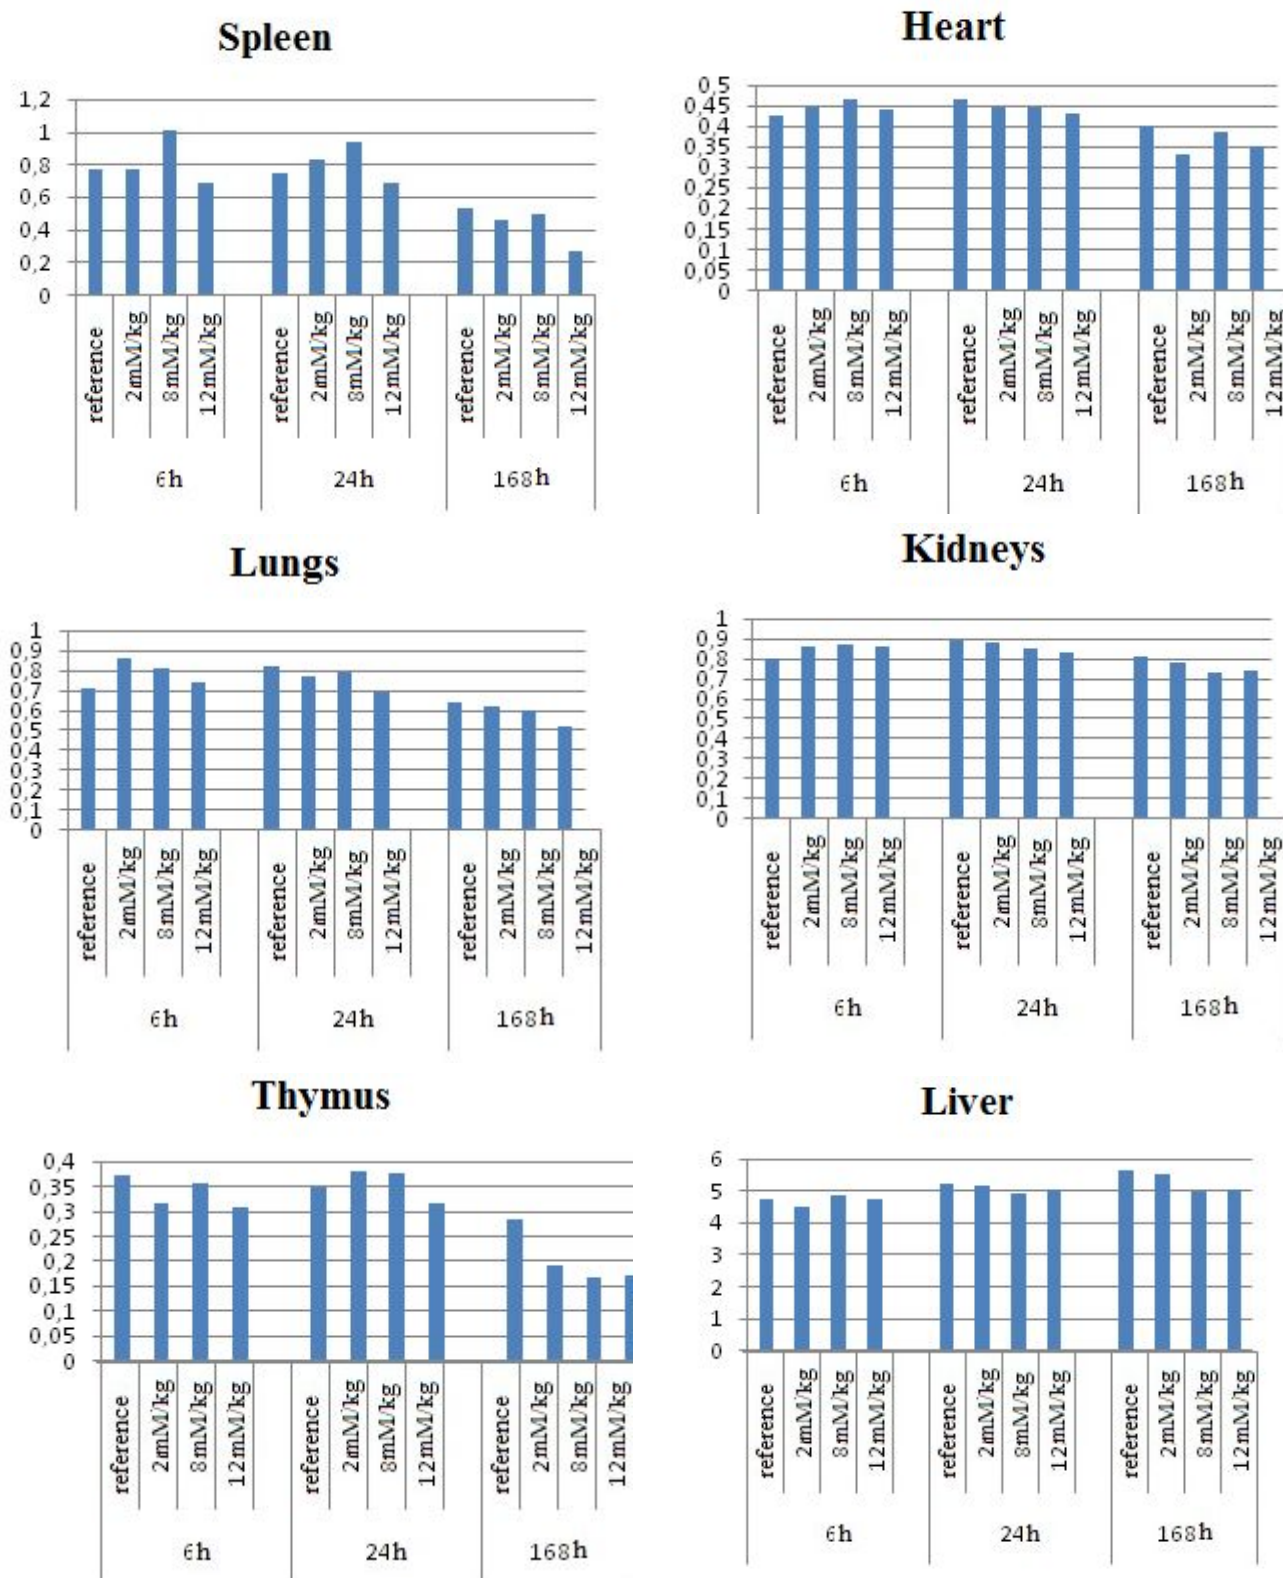 Spleen
1,2
1
0,8
0,6
0,4
0,2
0
reference
2mM/kg
8mM/kg
12mM/kg
reference
2mM/kg
8mM/kg
12mM/kg
reference
2mM/kg
8mM/kg
12mM/kg
6h
24h
168h
Heart
0,5
0,45
0,4
0,35
0,3
0,25
0,2
0,15
0,1
0,05
0
reference
2mM/kg
8mM/kg
12mM/kg
reference
2mM/kg
8mM/kg
12mM/kg
reference
2mM/kg
8mM/kg
12mM/kg
6h
24h
168h
Lungs
1
0,9
0,8
0,7
0,6
0,5
0,4
0,3
0,2
0,1
0
reference
2mM/kg
8mM/kg
12mM/kg
reference
2mM/kg
8mM/kg
12mM/kg
reference
2mM/kg
8mM/kg
12mM/kg
6h
24h
168h
Kidneys
1
0,9
0,8
0,7
0,6
0,5
0,4
0,3
0,2
0,1
0
reference
2mM/kg
8mM/kg
12mM/kg
reference
2mM/kg
8mM/kg
12mM/kg
reference
2mM/kg
8mM/kg
12mM/kg
6h
24h
168h
Thymus
0,4
0,35
0,3
0,25
0,2
0,15
0,1
0,05
0
reference
2mM/kg
8mM/kg
12mM/kg
reference
2mM/kg
8mM/kg
12mM/kg
reference
2mM/kg
8mM/kg
12mM/kg
6h
24h
168h
Liver
6
5
4
3
2
1
0
reference
2mM/kg
8mM/kg
12mM/kg
reference
2mM/kg
8mM/kg
12mM/kg
reference
2mM/kg
8mM/kg
12mM/kg
6h
24h
168h